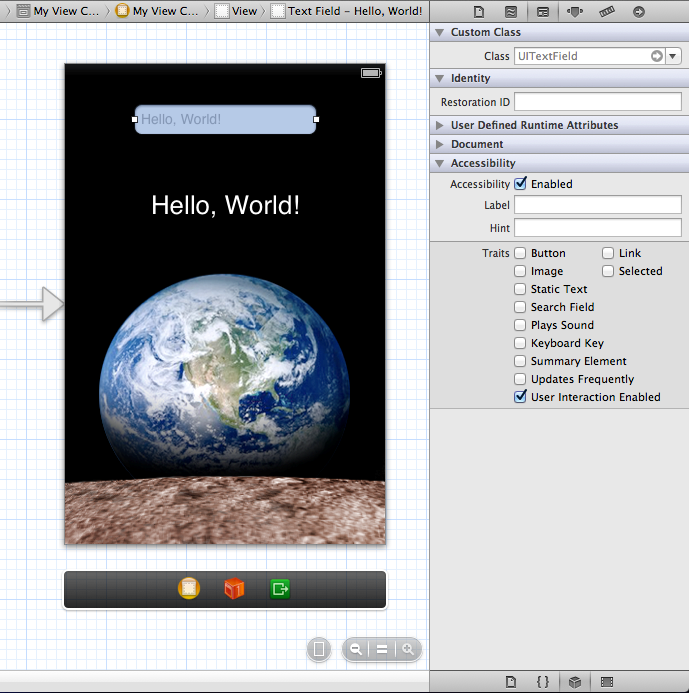 My View C... My View C... View Text Field – Hello, World!
Hello, World!
Hello, World!
Custom Class
Class UITextField
Identity
Restoration ID
User Defined Runtime Attributes
Document
Accessibility
Accessibility Enabled
Label
Hint
Traits Button Link
Image Selected
Static Text
Search Field
Plays Sound
Keyboard Key
Summary Element
Updates Frequently
User Interaction Enabled
{ }